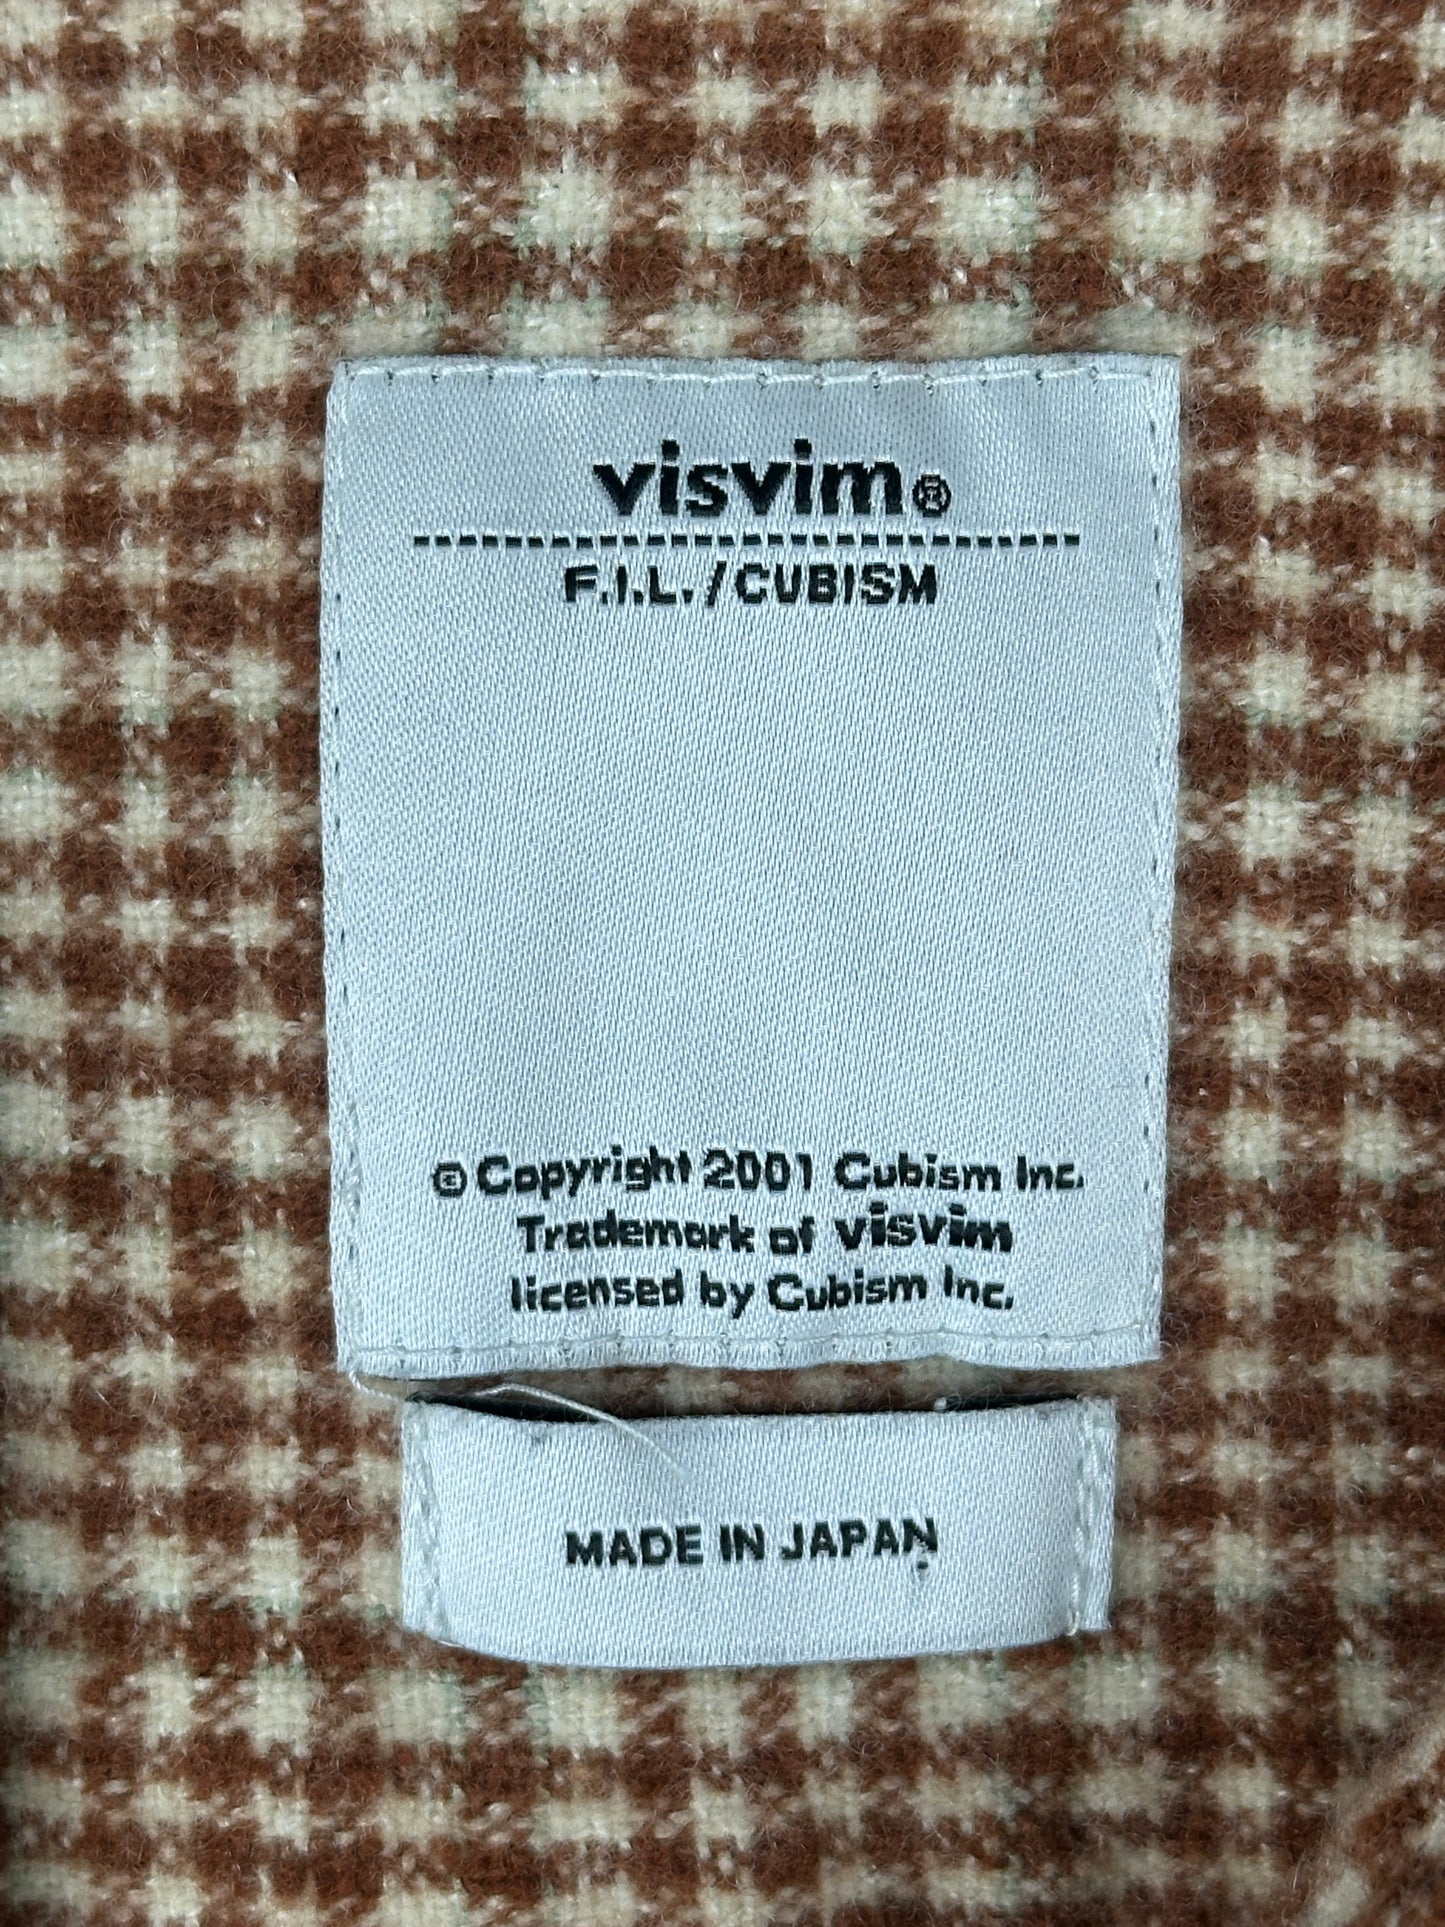 visvim®
F.I.L./CUBISM
© Copyright 2001 Cubism Inc.
Trademark of visvim
licensed by Cubism Inc.
MADE IN JAPAN